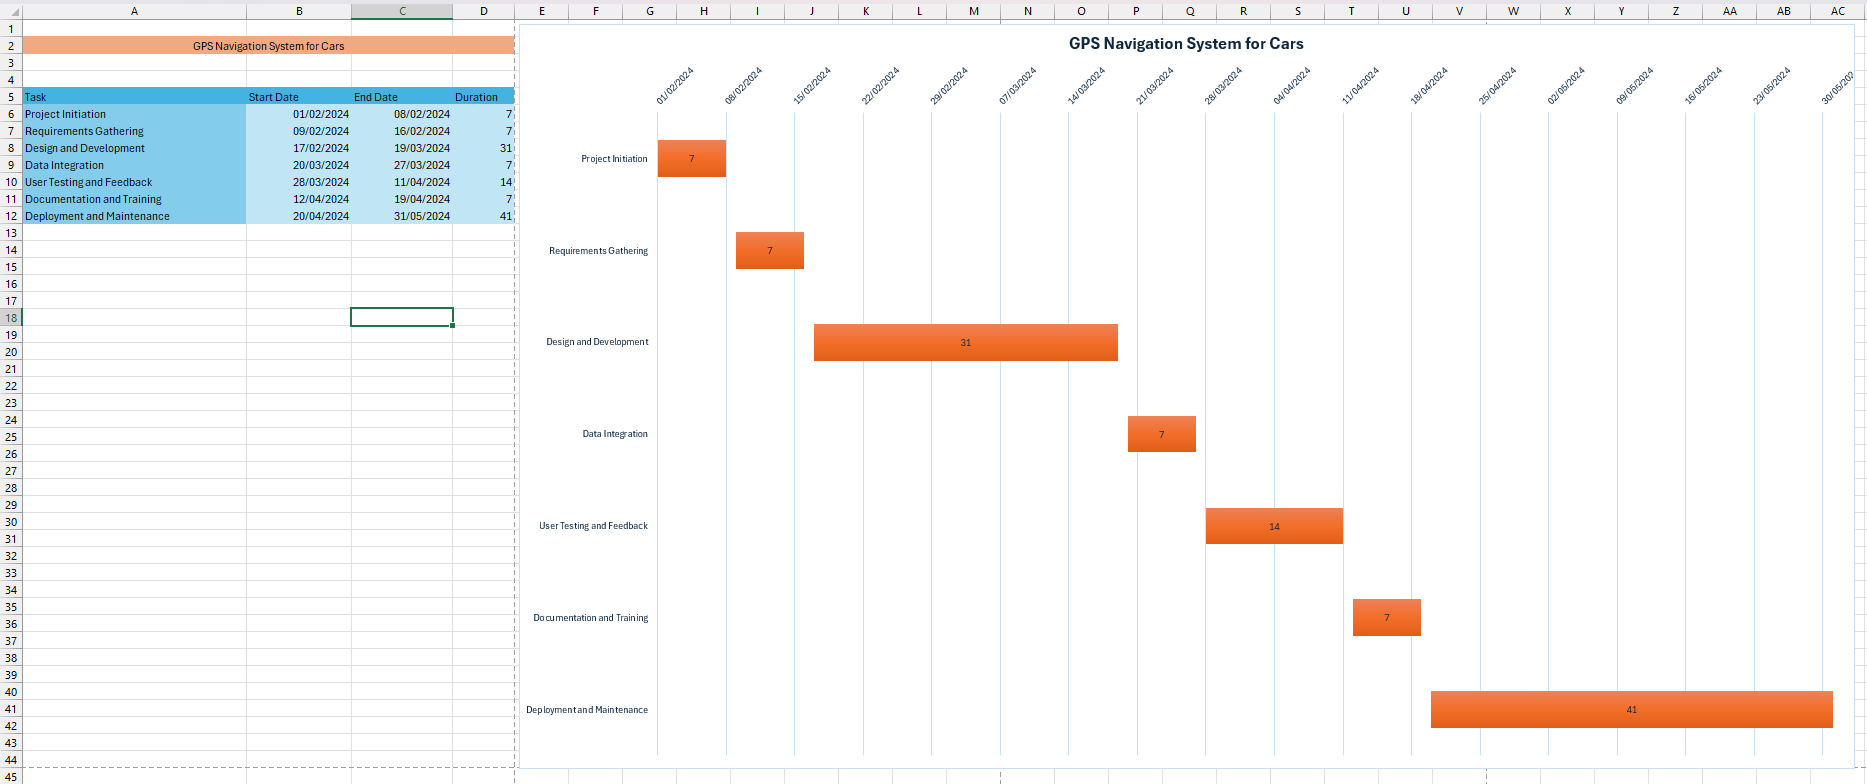 A B C D E F G H I J K L M N O P Q R S T U V W X Y Z AA AB AC
1
2 GPS Navigation System for Cars
3
4
5 Task Start Date End Date Duration
6 Project Initiation 01/02/2024 08/02/2024 7
7 Requirements Gathering 09/02/2024 16/02/2024 7
8 Design and Development 17/02/2024 19/03/2024 31
9 Data Integration 20/03/2024 27/03/2024 7
10 User Testing and Feedback 28/03/2024 11/04/2024 14
11 Documentation and Training 12/04/2024 19/04/2024 7
12 Deployment and Maintenance 20/04/2024 31/05/2024 41
13
14
15
16
17
18
19
20
21
22
23
24
25
26
27
28
29
30
31
32
33
34
35
36
37
38
39
40
41
42
43
44
45
GPS Navigation System for Cars
01/02/2024 08/02/2024 15/02/2024 22/02/2024 29/02/2024 07/03/2024 14/03/2024 21/03/2024 28/03/2024 04/04/2024 11/04/2024 18/04/2024 25/04/2024 02/05/2024 09/05/2024 16/05/2024 23/05/2024 30/05/202
Project Initiation 7
Requirements Gathering 7
Design and Development 31
Data Integration 7
User Testing and Feedback 14
Documentation and Training 7
Deployment and Maintenance 41